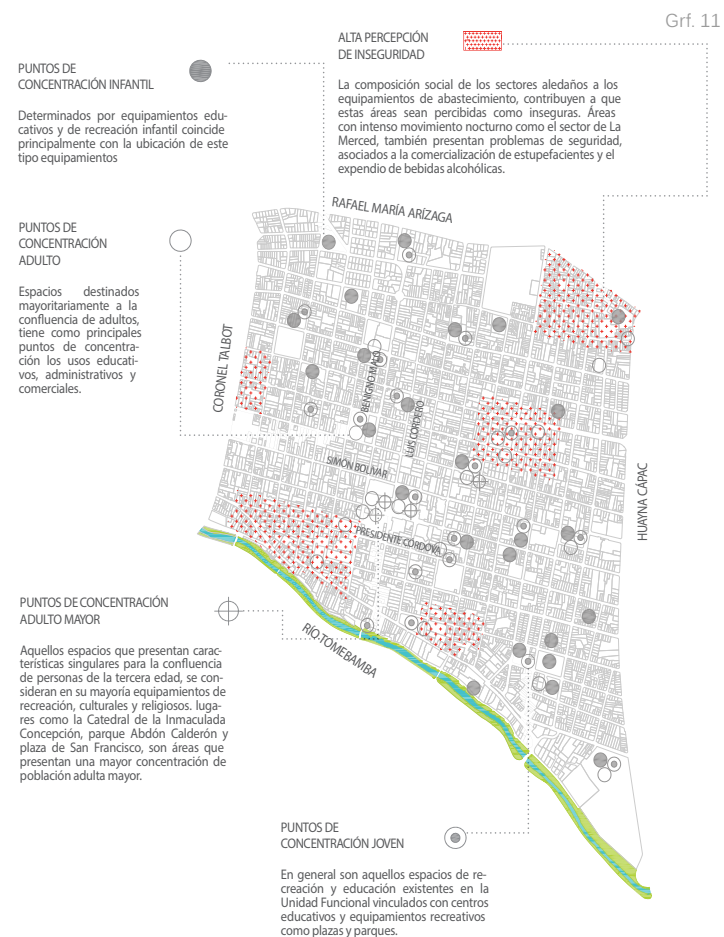 Grf. 11
ALTA PERCEPCIÓN
DE INSEGURIDAD
La composición social de los sectores aledaños a los
equipamientos de abastecimiento, contribuyen a que
estas áreas sean percibidas como inseguras. Áreas
con intenso movimiento nocturno como el sector de La
Merced, también presentan problemas de seguridad,
asociados a la comercialización de estupefacientes y el
expendio de bebidas alcohólicas.
PUNTOS DE
CONCENTRACIÓN INFANTIL
Determinados por equipamientos edu-
cativos y de recreación infantil coincide
principalmente con la ubicación de este
tipo equipamientos
PUNTOS DE
CONCENTRACIÓN
ADULTO
Espacios destinados
mayoritariamente a la
confluencia de adultos,
tiene como principales
puntos de concentra-
ción los usos educati-
vos, administrativos y
comerciales.
RAFAEL MARÍA ARÍZAGA
CORONEL TALBOT
BENIGNO MALO
LUIS CORDERO
SIMÓN BOLIVAR
PRESIDENTE CÓRDOVA
HUAYNA CÁPAC
RÍO TOMEBAMBA
PUNTOS DE CONCENTRACIÓN
ADULTO MAYOR
Aquellos espacios que presentan carac-
terísticas singulares para la confluencia
de personas de la tercera edad, se con-
sideran en su mayoría equipamientos de
recreación, culturales y religiosos. luga-
res como la Catedral de la Inmaculada
Concepción, parque Abdón Calderón y
plaza de San Francisco, son áreas que
presentan una mayor concentración de
población adulta mayor.
PUNTOS DE
CONCENTRACIÓN JOVEN
En general son aquellos espacios de re-
creación y educación existentes en la
Unidad Funcional vinculados con centros
educativos y equipamientos recreativos
como plazas y parques.